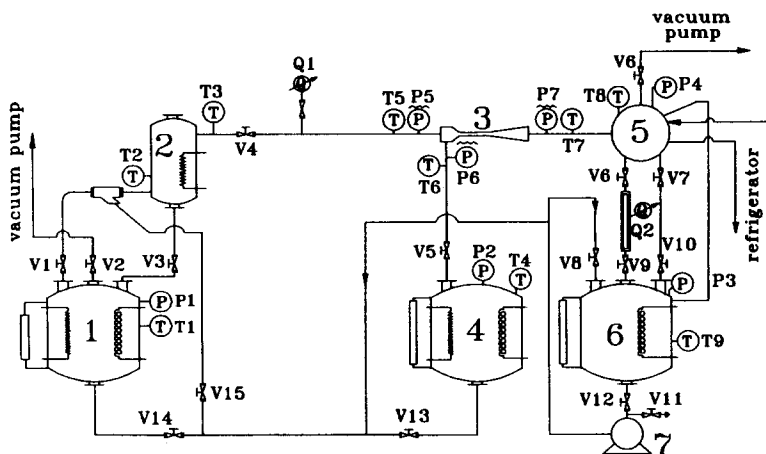 vacuum
pump
V6
Q1
Q
T3
T
T5
T
P5
P
3
P7
P
T
T7
T8
T
P
P4
5
vacuum pump
2
V4
T2
T
T
T6
P
P6
V6
V7
Q
Q2
refrigerator
V1
V2
V3
V5
P2
P
T4
T
V8
V9
V10
P
P3
1
P
P1
T
T1
4
6
T
T9
V15
V14
V13
V12
V11
7